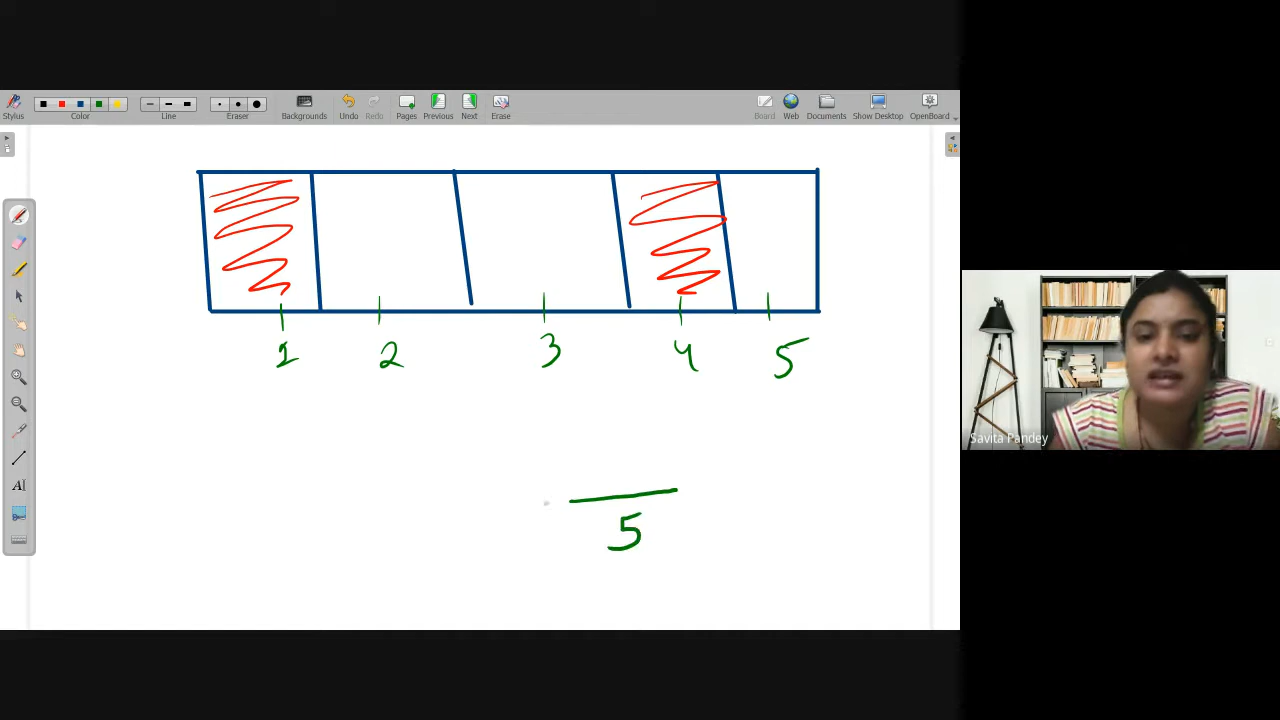 Stylus
Color
Line
Eraser
Backgrounds
Undo
Redo
Pages
Previous
Next
Erase
Board
Web
Documents
Show Desktop
OpenBoard
1 2 3 4 5
5
Savita Pandey